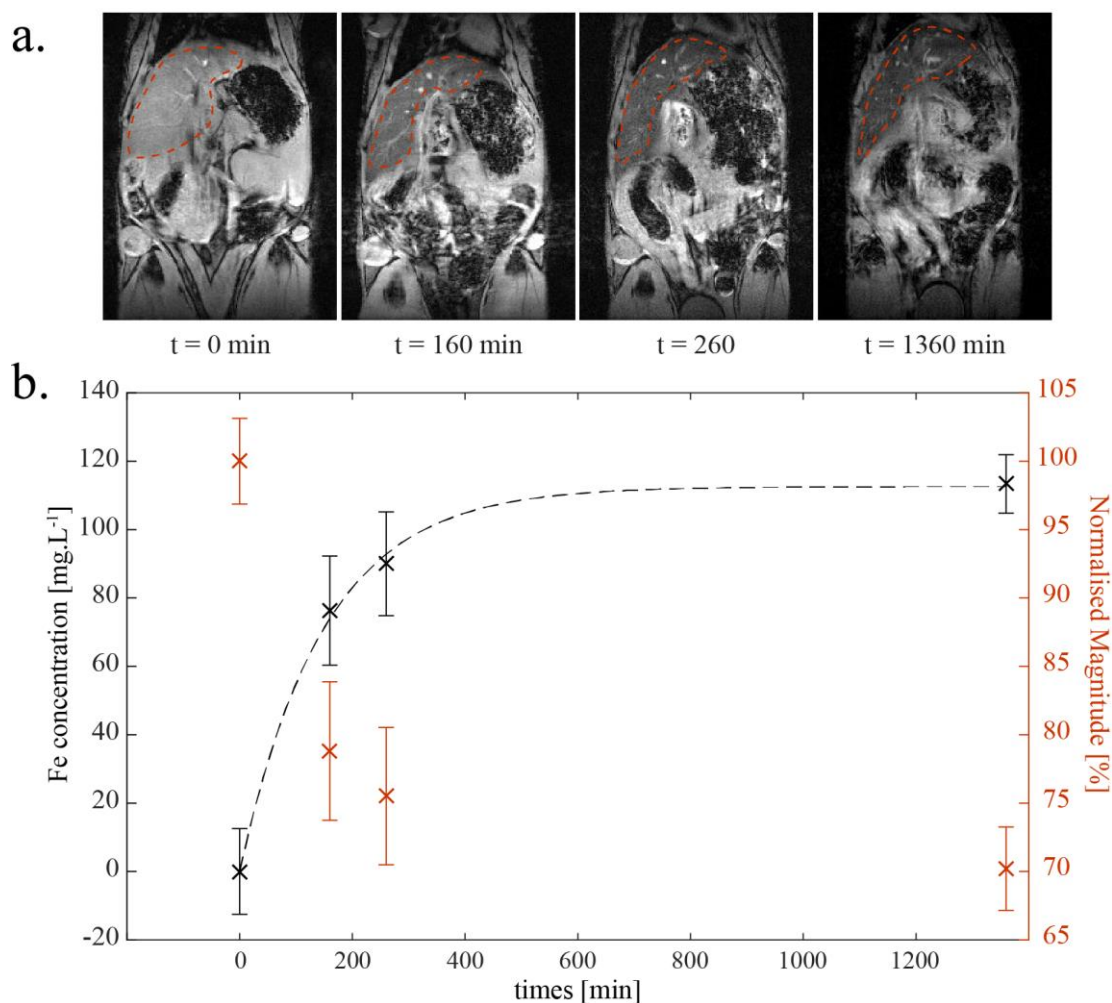 a.
t = 0 min
t = 160 min
t = 260
t = 1360 min
b.
Fe concentration [mg.L-1]
140
120
100
80
60
40
20
0
-20
105
100
95
90
85
80
75
70
65
Normalised Magnitude [%]
0
200
400
600
800
1000
1200
times [min]